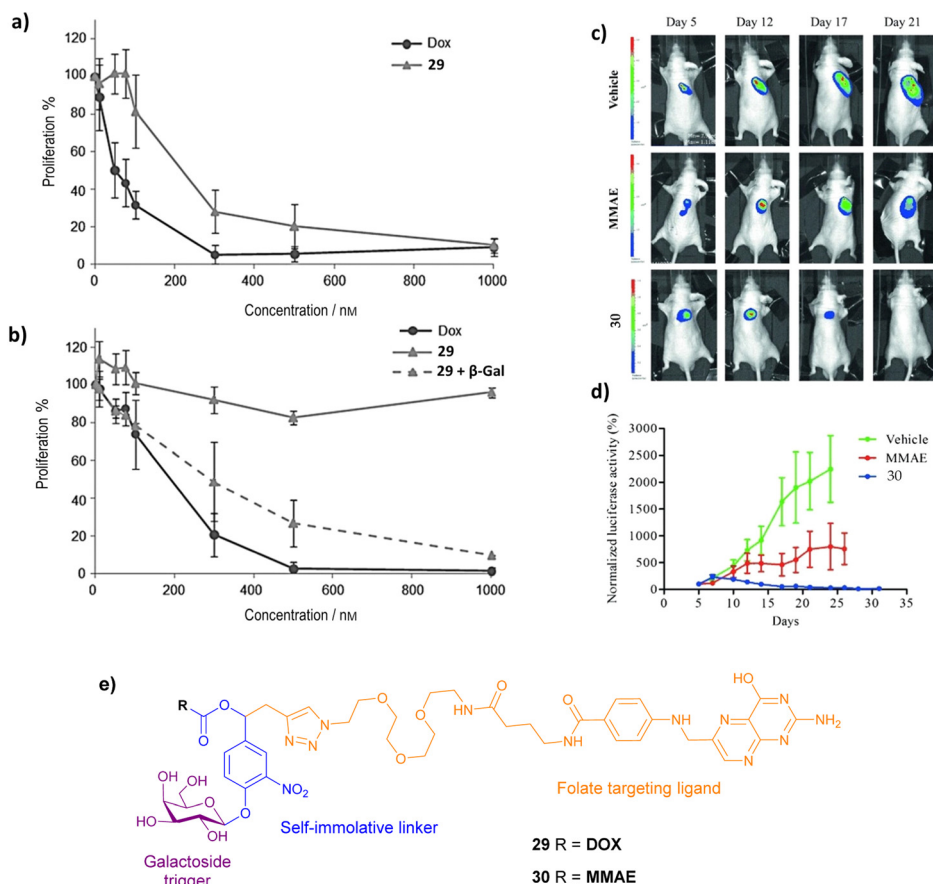 a)
120
100
80
60
40
20
0
Proliferation %
Dox
29
0
200
400
600
800
1000
Concentration / nM
b)
120
100
80
60
40
20
0
Proliferation %
Dox
29
29 + β-Gal
0
200
400
600
800
1000
Concentration / nM
c)
Day 5
Day 12
Day 17
Day 21
Vehicle
MMAE
30
d)
Normalized luciferase activity (%)
3000
2500
2000
1500
1000
500
0
Vehicle
MMAE
30
0
5
10
15
20
25
30
35
Days
e)
R
O
O
N
N=N
O
O
O
NH
O
O
N
H
H
N
HO
N
N
N
N
NH₂
NO₂
O
OH
OH
HO
OH
O
Folate targeting ligand
Self-immolative linker
Galactoside
trigger
29 R = DOX
30 R = MMAE